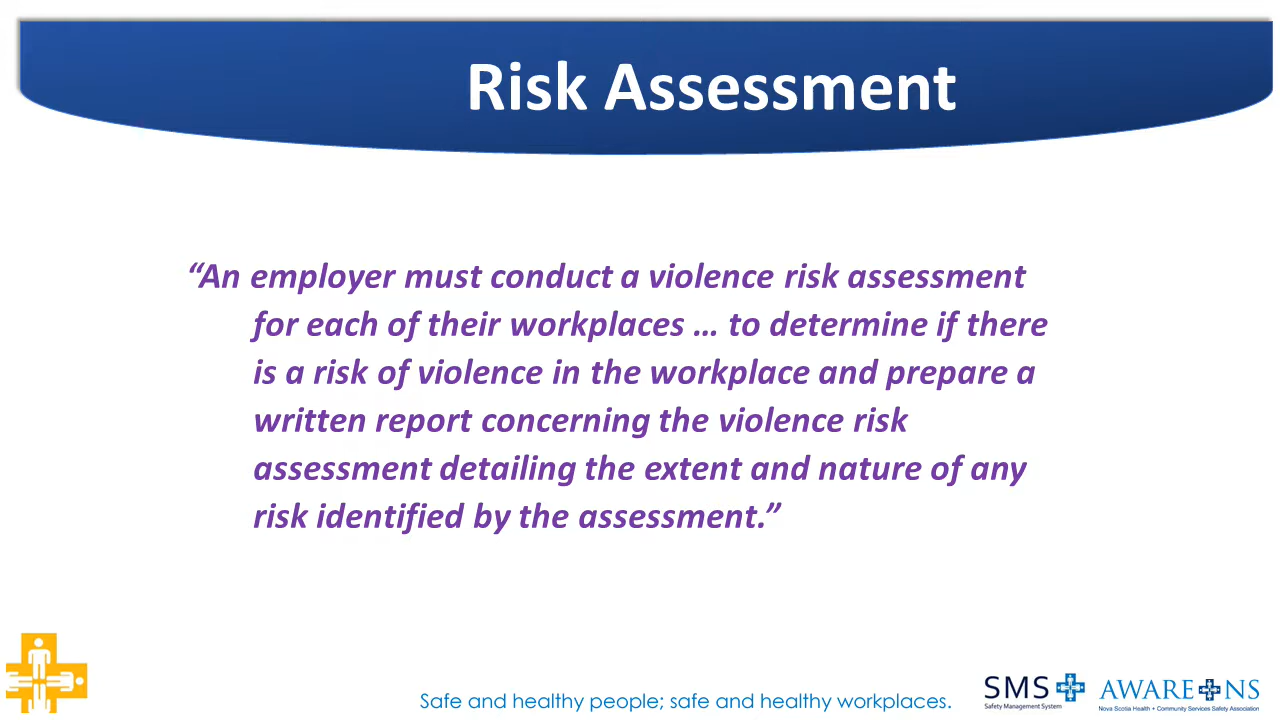 Risk Assessment
“An employer must conduct a violence risk assessment
for each of their workplaces … to determine if there
is a risk of violence in the workplace and prepare a
written report concerning the violence risk
assessment detailing the extent and nature of any
risk identified by the assessment.”
Safe and healthy people; safe and healthy workplaces.
SMS
Safety Management System
AWARE NS
Nova Scotia Health + Community Services Safety Association